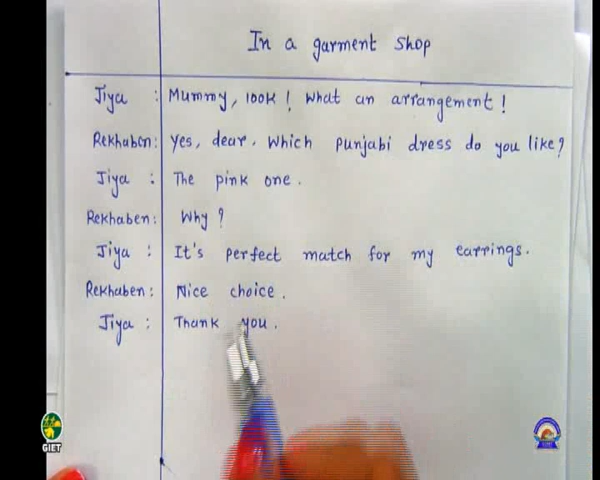 In a garment shop
Jiya : Mummy, look! What an arrangement!
Rekhaben: Yes, dear. Which punjabi dress do you like?
Jiya : The pink one.
Rekhaben: Why?
Jiya : It's perfect match for my earrings.
Rekhaben: Nice choice.
Jiya : Thank you.
GIET